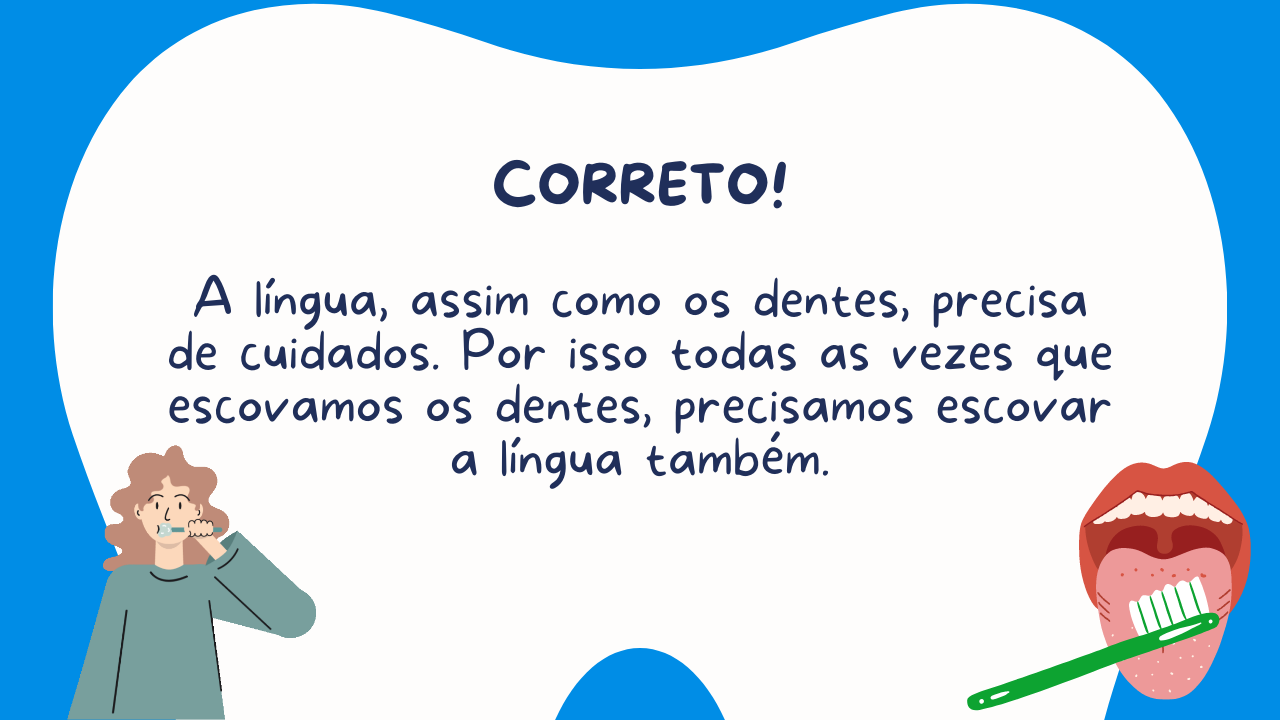 CORRETO!
A língua, assim como os dentes, precisa
de cuidados. Por isso todas as vezes que
escovamos os dentes, precisamos escovar
a língua também.